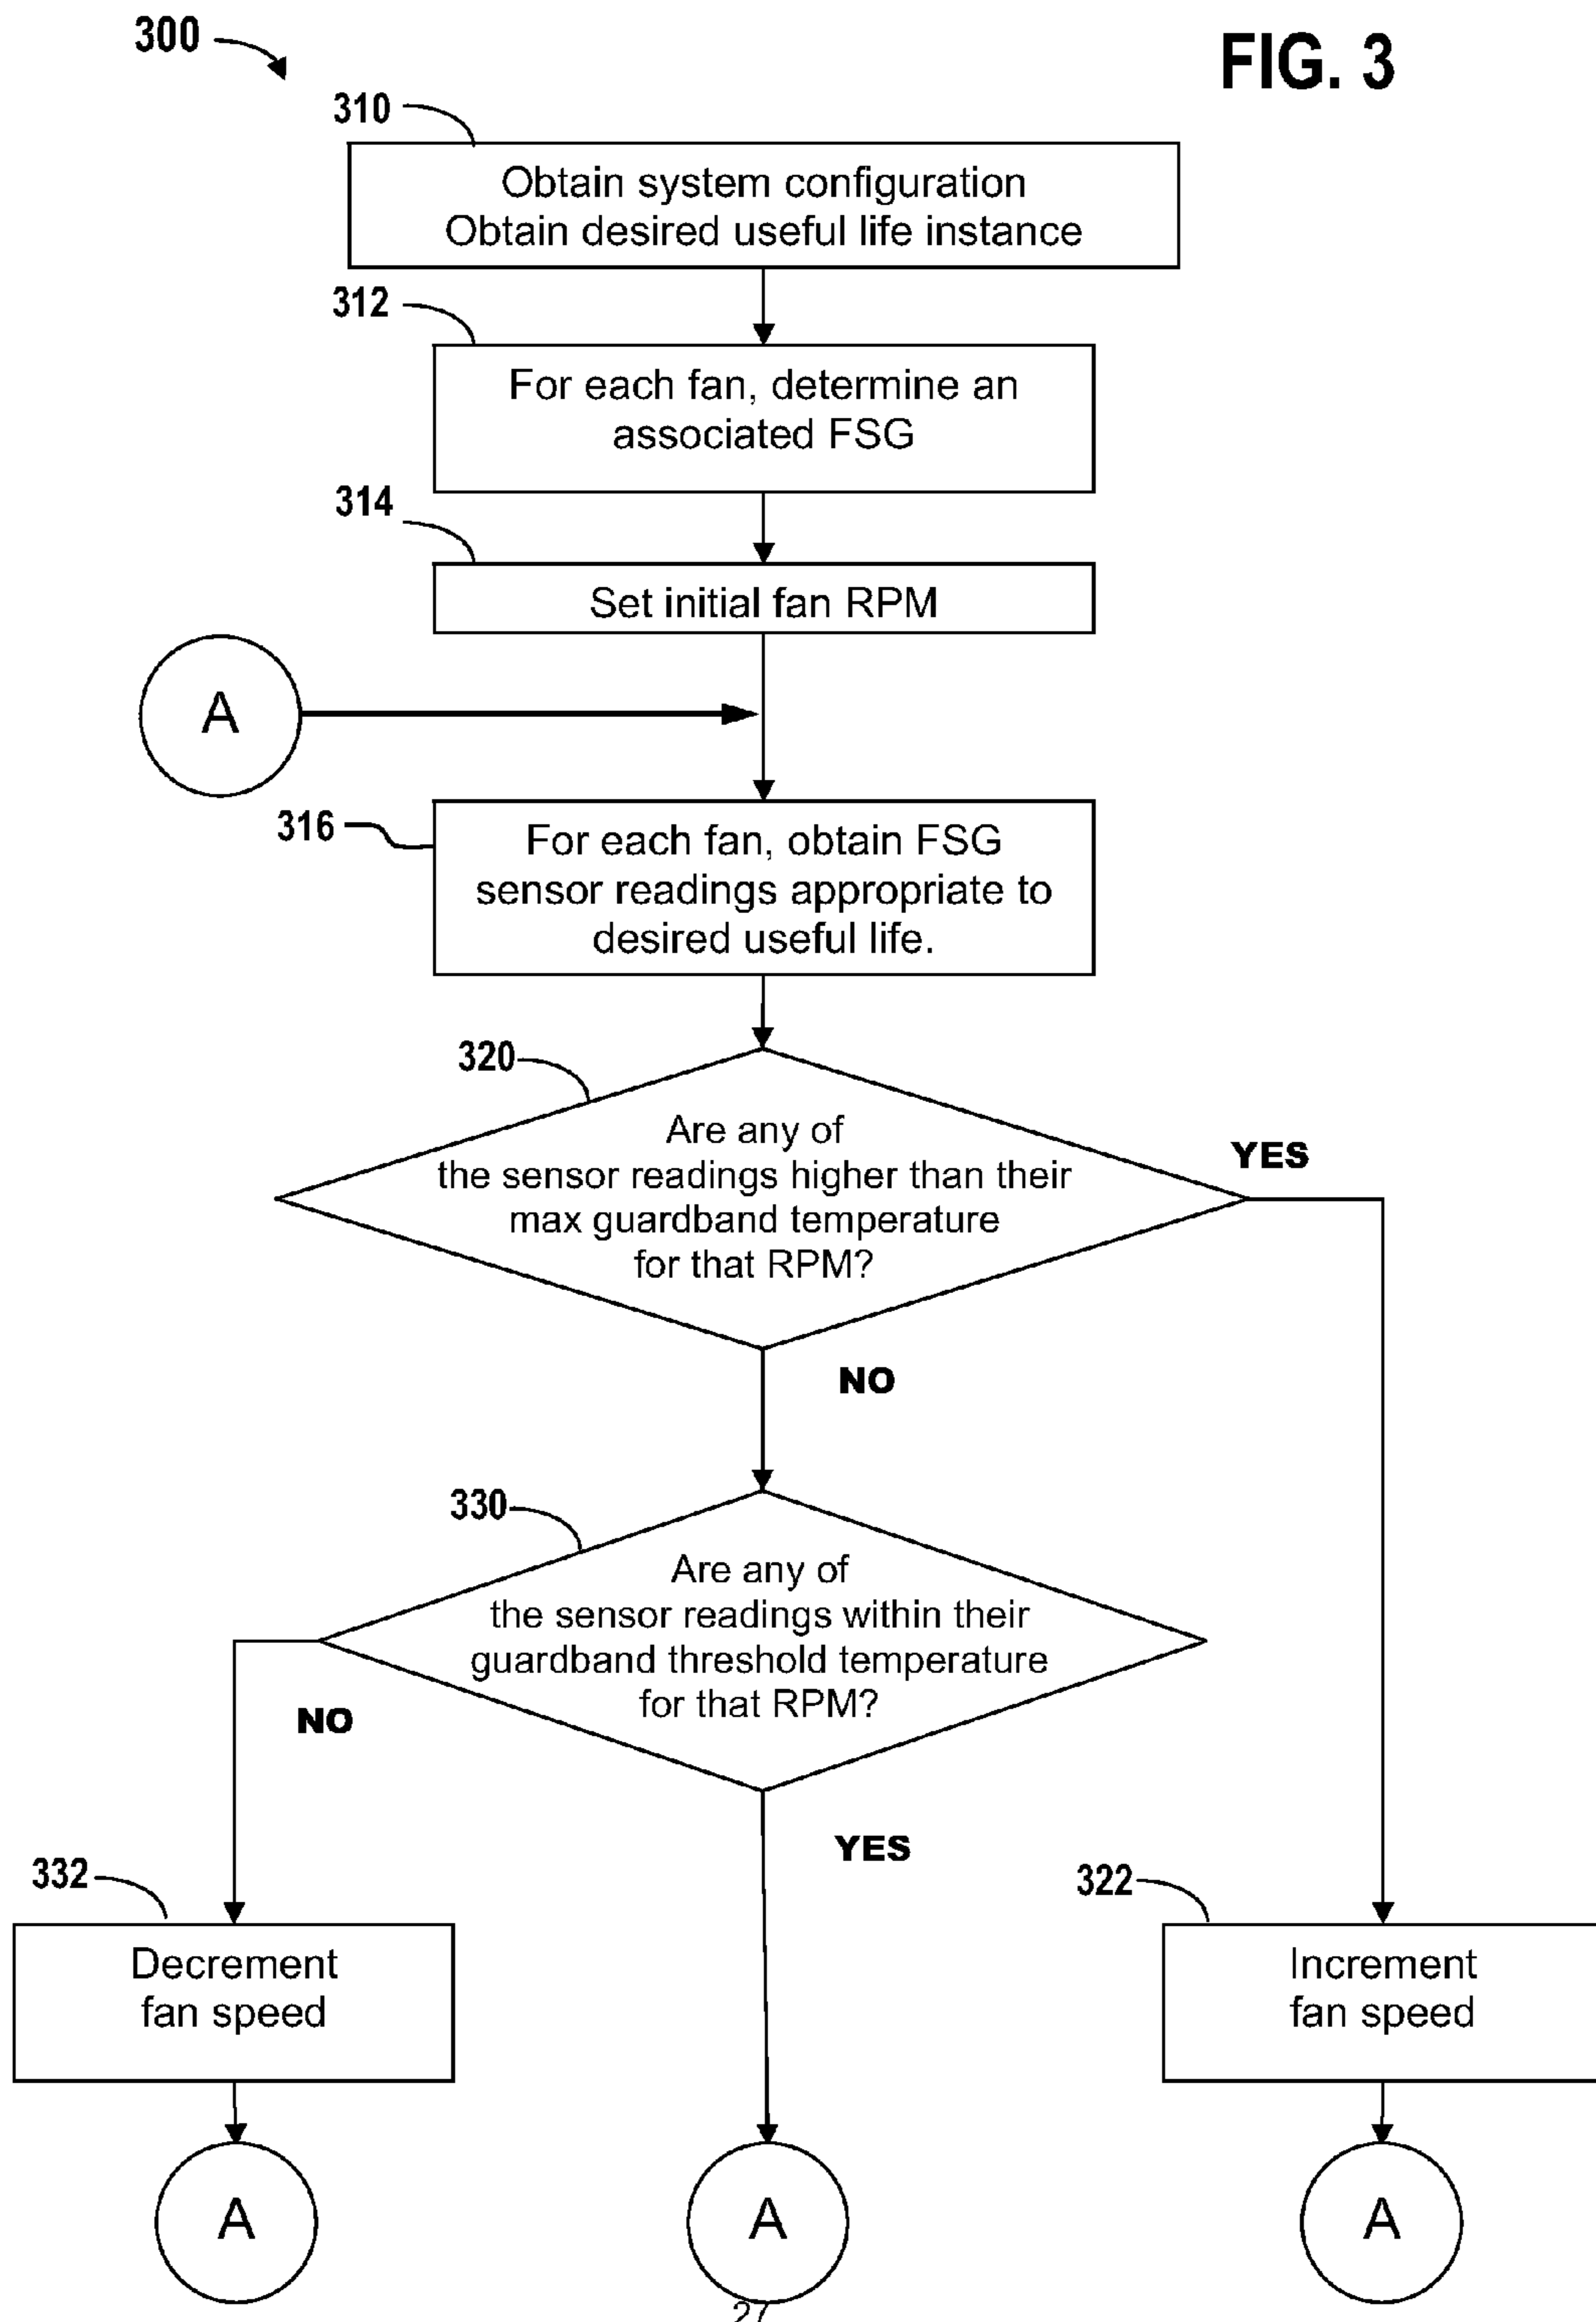 300
FIG. 3
310
Obtain system configuration
Obtain desired useful life instance
312
For each fan, determine an
associated FSG
314
Set initial fan RPM
A
316
For each fan, obtain FSG
sensor readings appropriate to
desired useful life.
320
Are any of
the sensor readings higher than their
max guardband temperature
for that RPM?
YES
NO
330
Are any of
the sensor readings within their
guardband threshold temperature
for that RPM?
NO
YES
332
Decrement
fan speed
322
Increment
fan speed
A
A
A
27